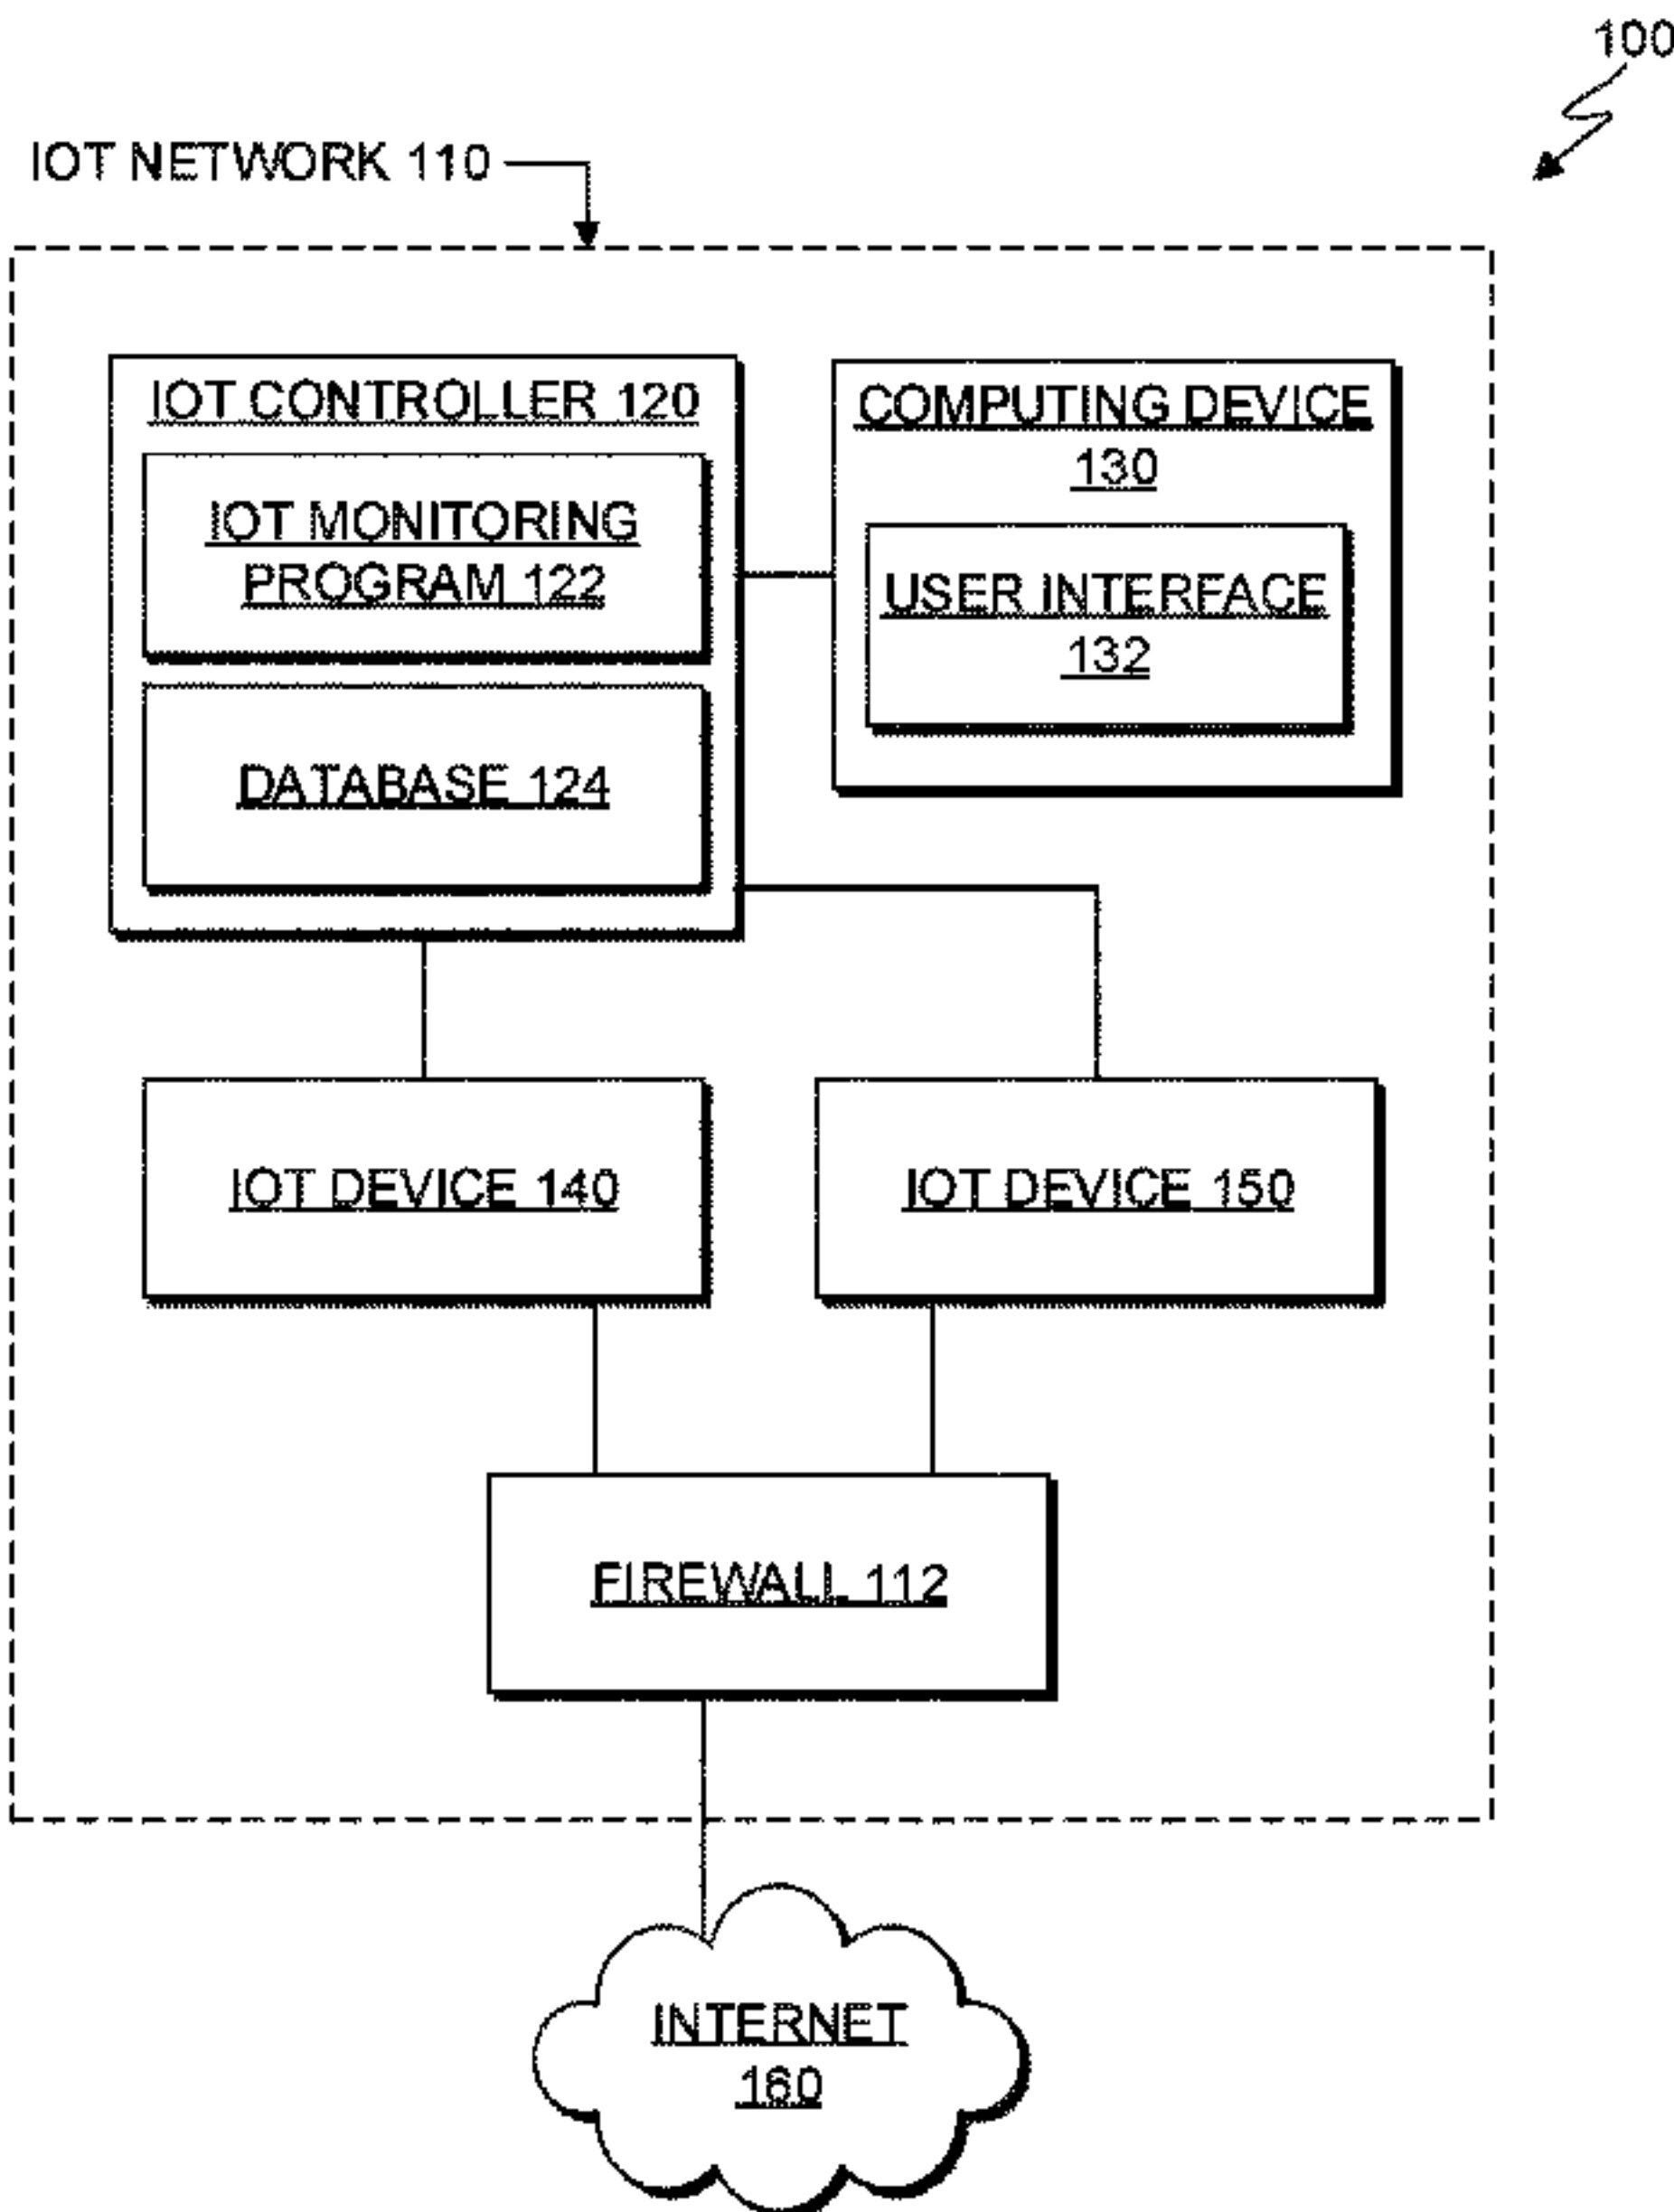 100
IOT NETWORK 110
IOT CONTROLLER 120
IOT MONITORING
PROGRAM 122
DATABASE 124
COMPUTING DEVICE
130
USER INTERFACE
132
IOT DEVICE 140
IOT DEVICE 150
FIREWALL 112
INTERNET
160